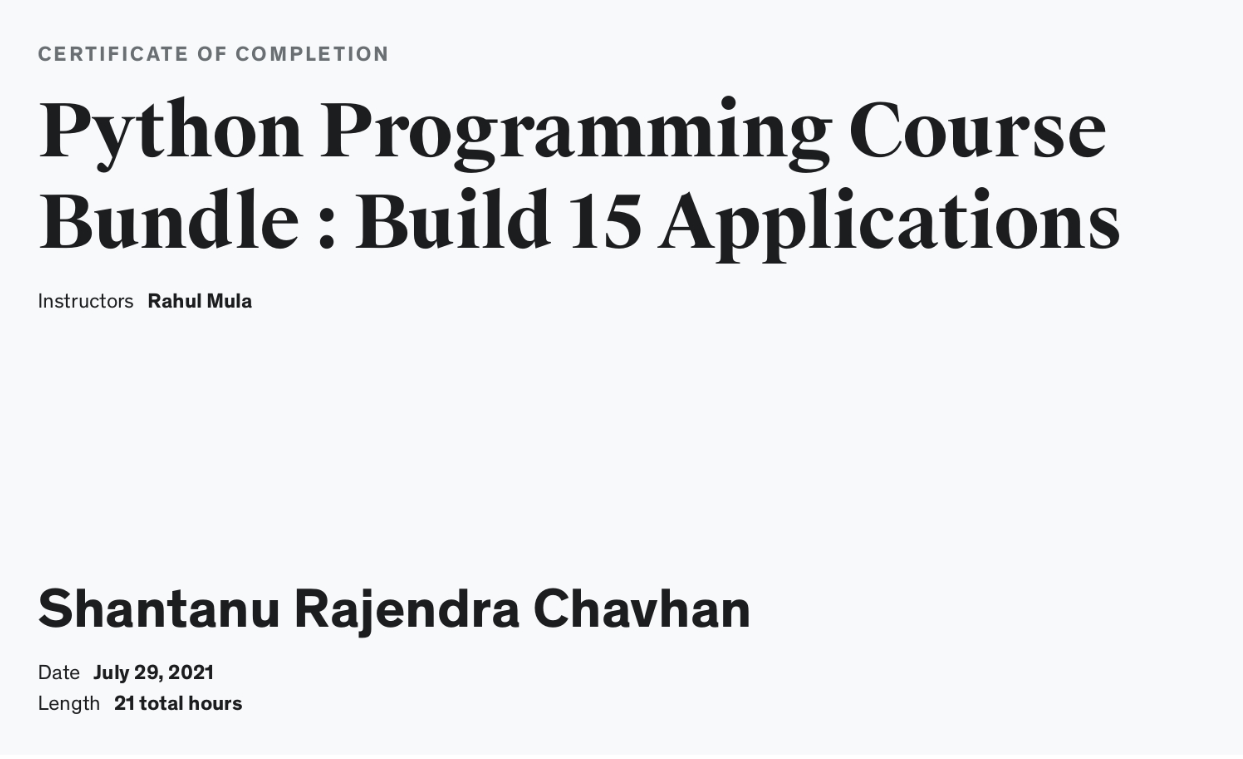 CERTIFICATE OF COMPLETION
Python Programming Course
Bundle : Build 15 Applications
Instructors Rahul Mula
Shantanu Rajendra Chavhan
Date July 29, 2021
Length 21 total hours